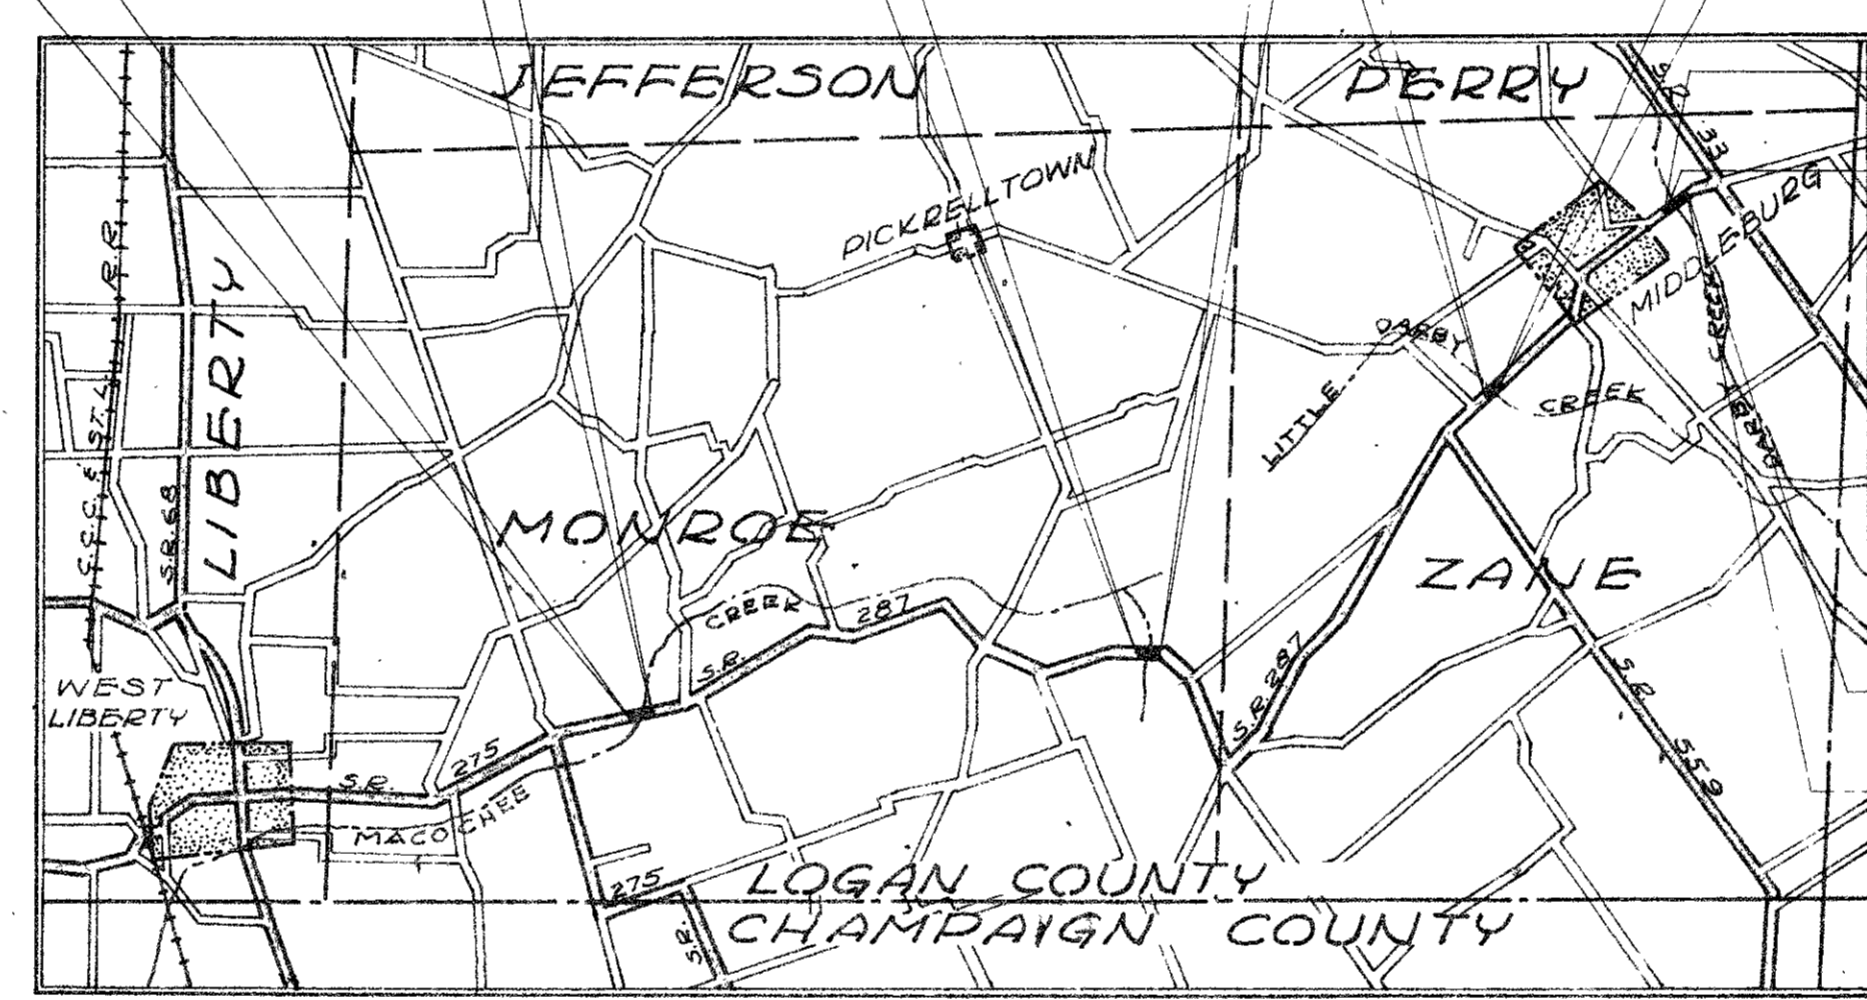 JEFFERSON
PERRY
S.R. 33
PICKRELLTOWN
MIDDLEBURG
R.R.
LIBERTY
DARBY
LITTLE
CREEK
CREEK
DARBY
C.C.C. & ST. L.
S.R. 68
MONROE
ZANE
CREEK
287
S.R.
S.R. 287
S.R.
559
WEST
LIBERTY
275
S.R.
MACOCHEE
275
S.R.
LOGAN COUNTY
CHAMPAIGN COUNTY